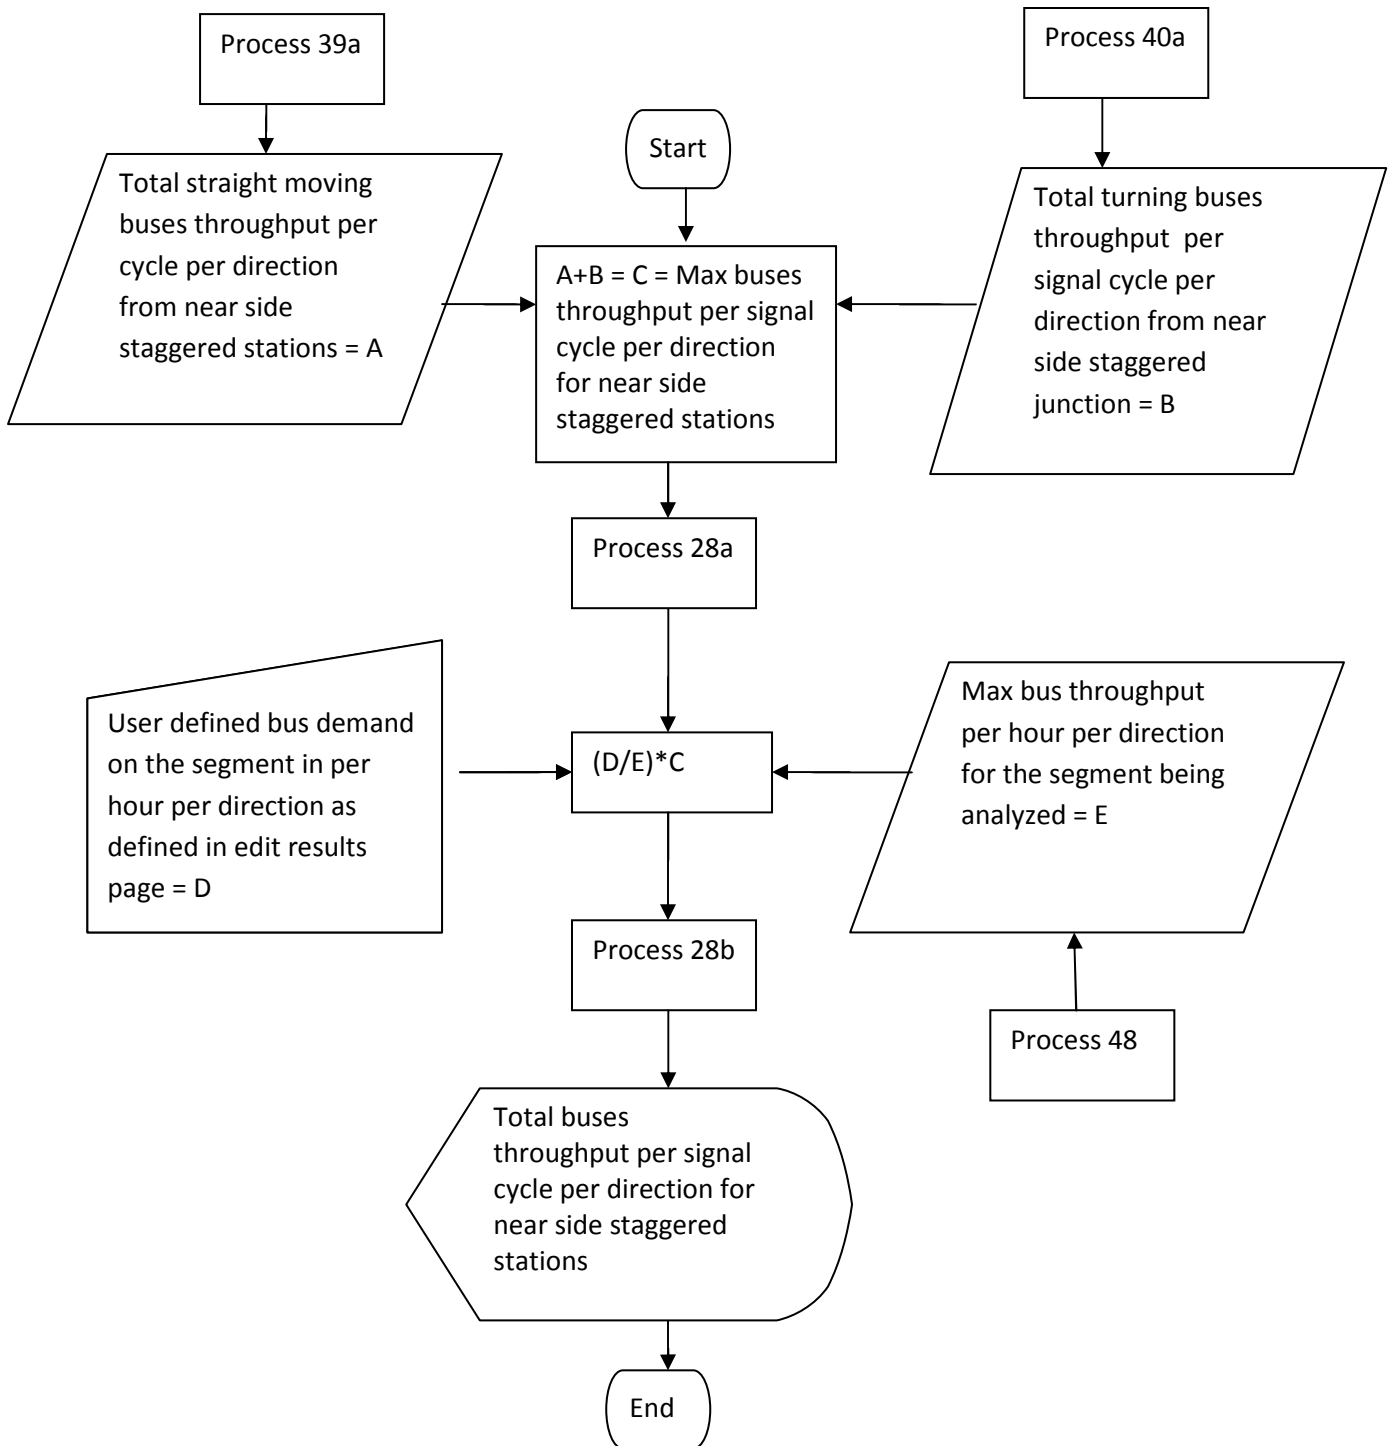 Process 39a
Process 40a
Start
Total straight moving
buses throughput per
cycle per direction
from near side
staggered stations = A
A+B = C = Max buses
throughput per signal
cycle per direction
for near side
staggered stations
Total turning buses
throughput  per
signal cycle per
direction from near
side staggered
junction = B
Process 28a
User defined bus demand
on the segment in per
hour per direction as
defined in edit results
page = D
(D/E)*C
Max bus throughput
per hour per direction
for the segment being
analyzed = E
Process 28b
Process 48
Total buses
throughput per signal
cycle per direction for
near side staggered
stations
End